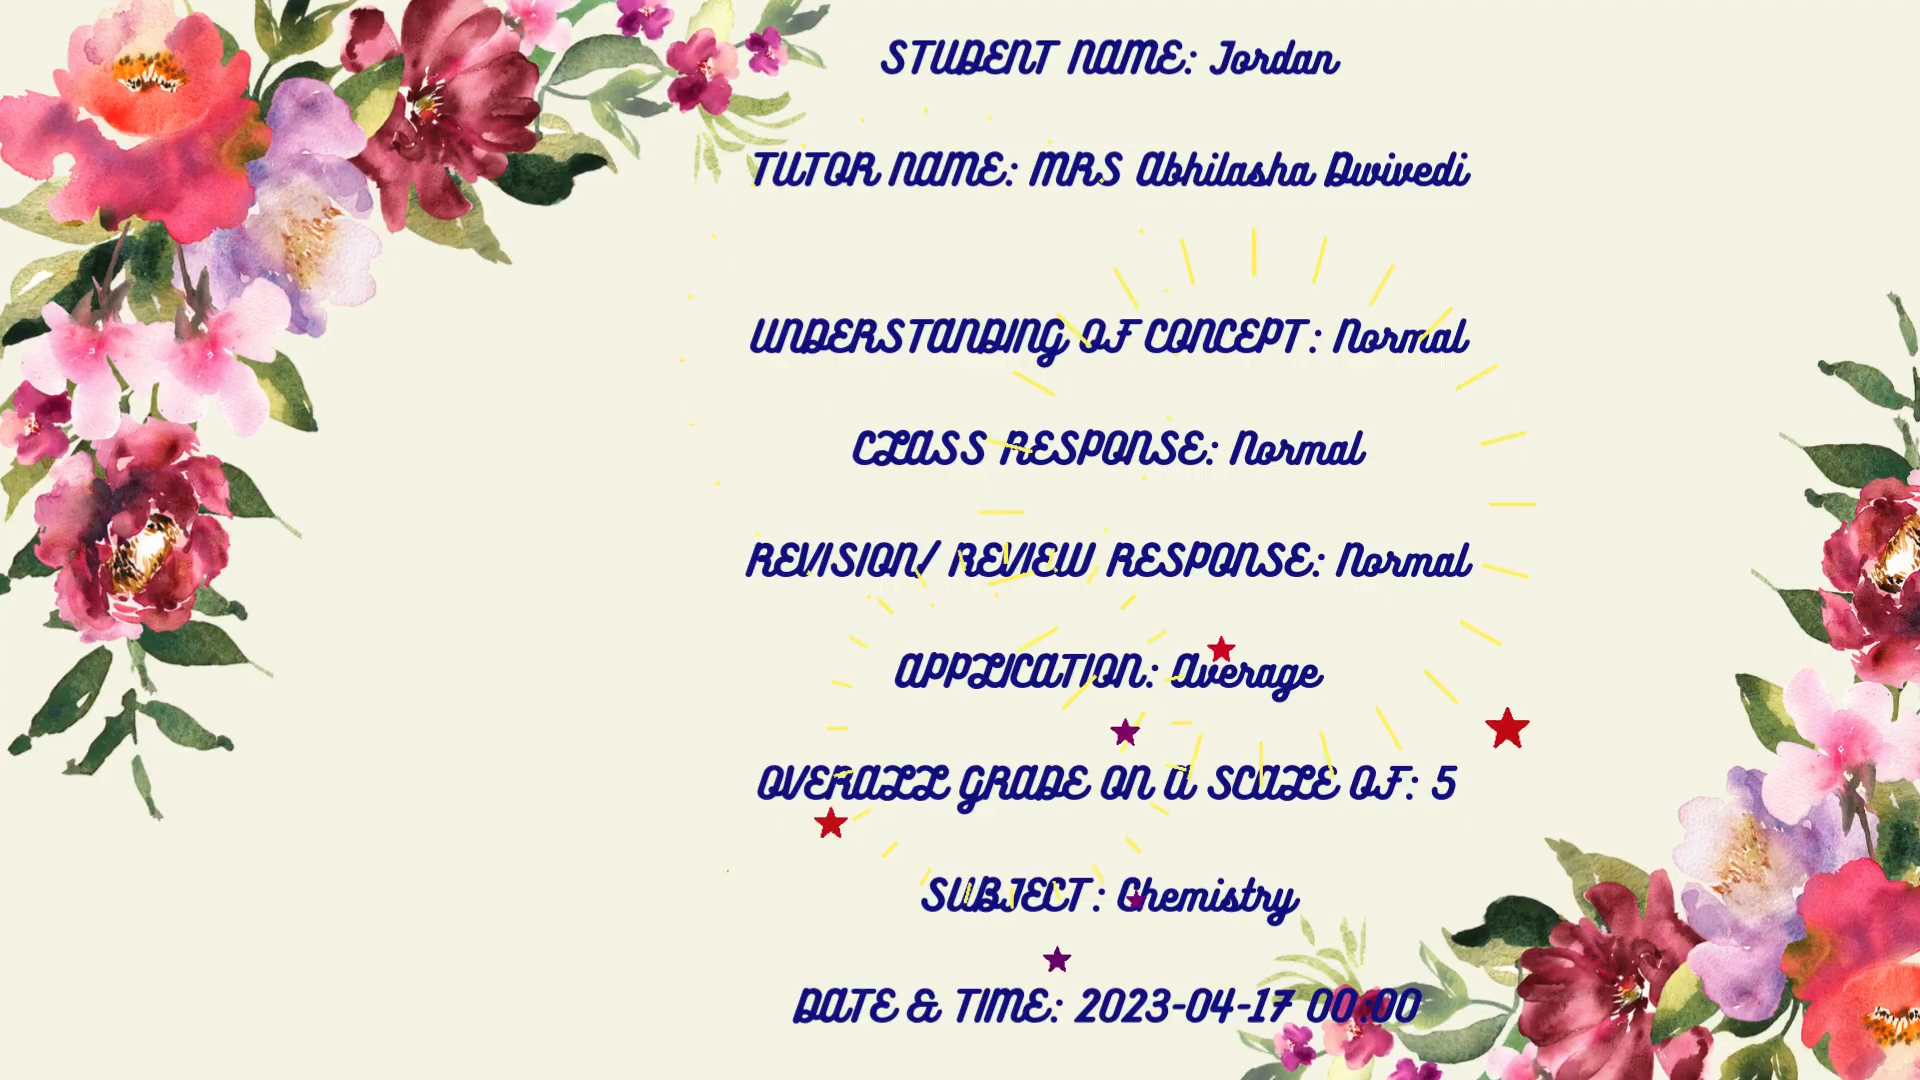 STUDENT NAME: Jordan
TUTOR NAME: MRS Abhilasha Dwivedi
UNDERSTANDING OF CONCEPT: Normal
CLASS RESPONSE: Normal
REVISION/ REVIEW RESPONSE: Normal
APPLICATION: Average
OVERALL GRADE ON A SCALE OF: 5
SUBJECT: Chemistry
DATE & TIME: 2023-04-17 00:00